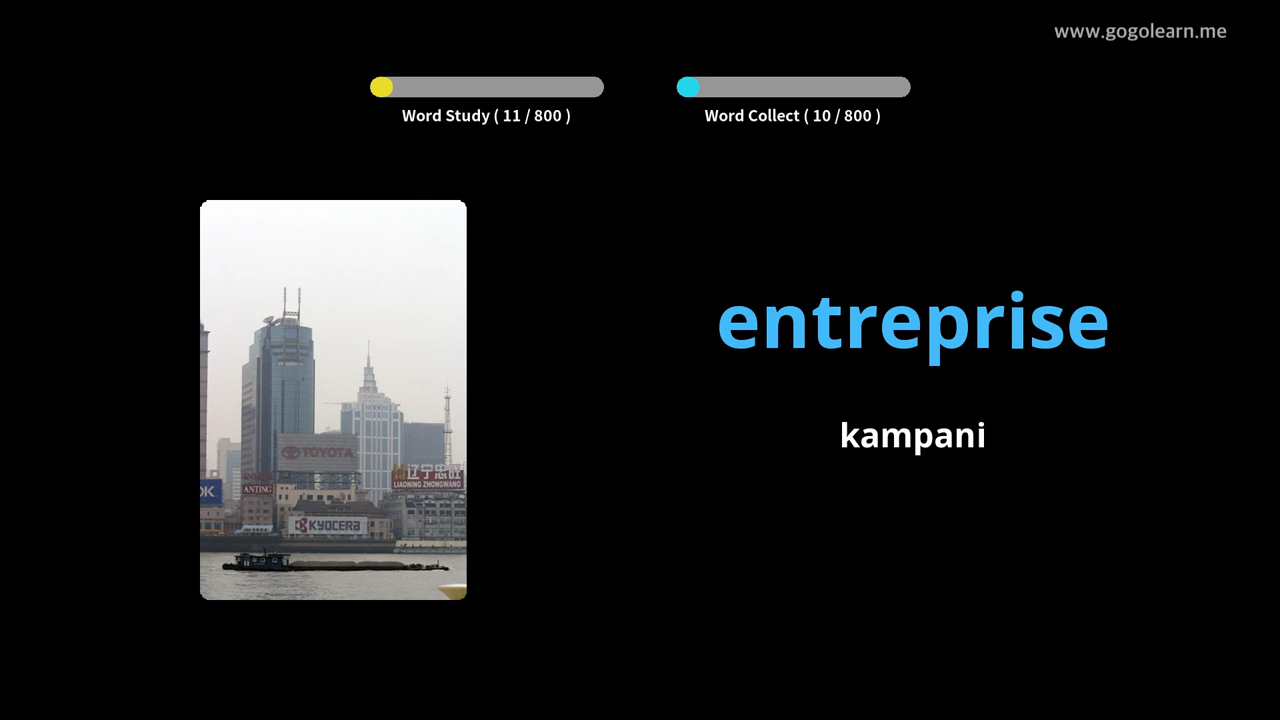 www.gogolearn.me
Word Study ( 11 / 800 )
Word Collect ( 10 / 800 )
entreprise
kampani
TOYOTA
辽宁忠旺
LIAONING ZHONGWANG
ANTING
OK
KYOCERA